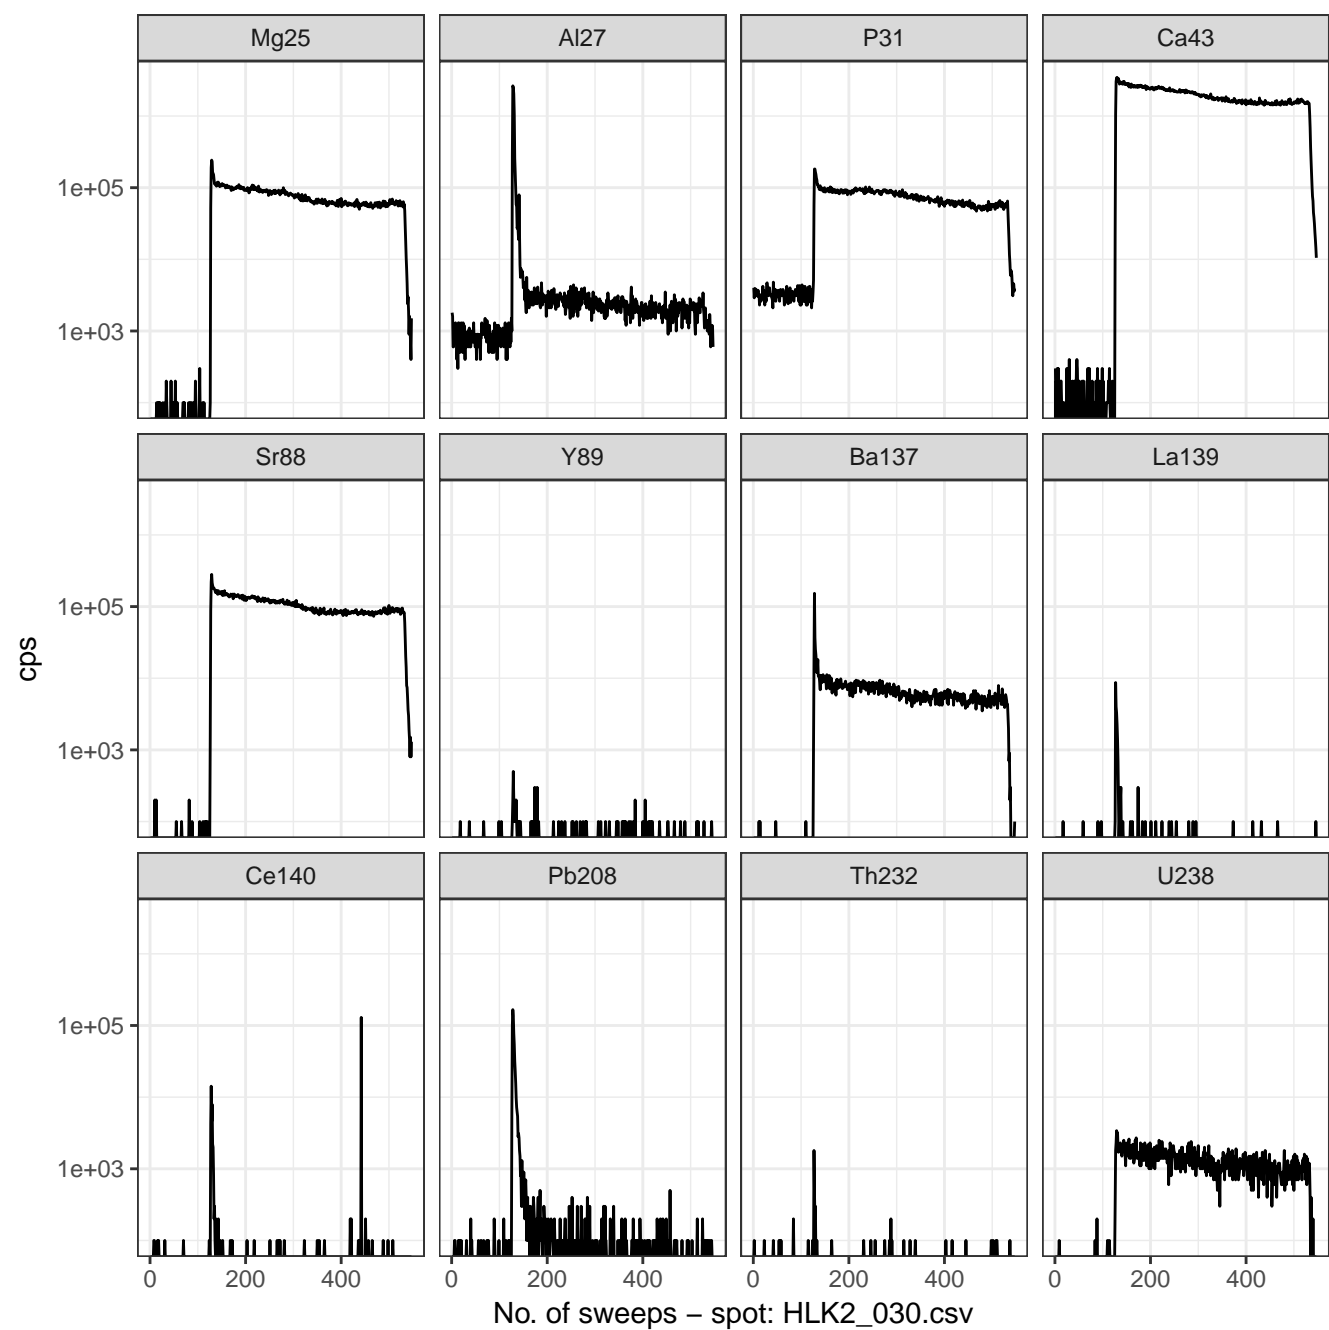 Mg25 Al27 P31 Ca43
1e+05
1e+03
Sr88 Y89 Ba137 La139
1e+05
1e+03
cps
Ce140 Pb208 Th232 U238
1e+05
1e+03
0 200 400 0 200 400 0 200 400 0 200 400
No. of sweeps − spot: HLK2_030.csv